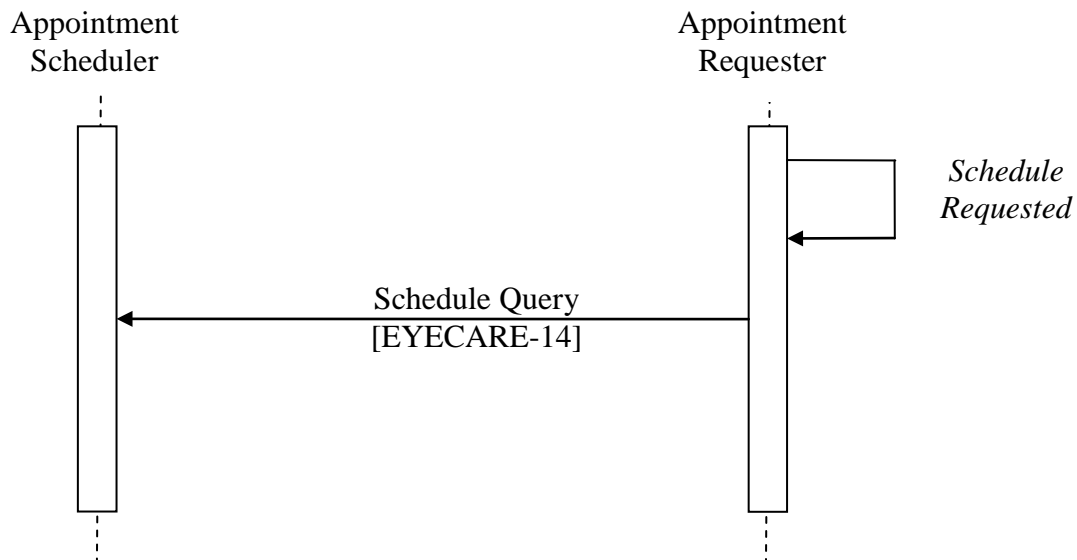 Appointment
Scheduler
Appointment
Requester
Schedule
Requested
Schedule Query
[EYECARE-14]